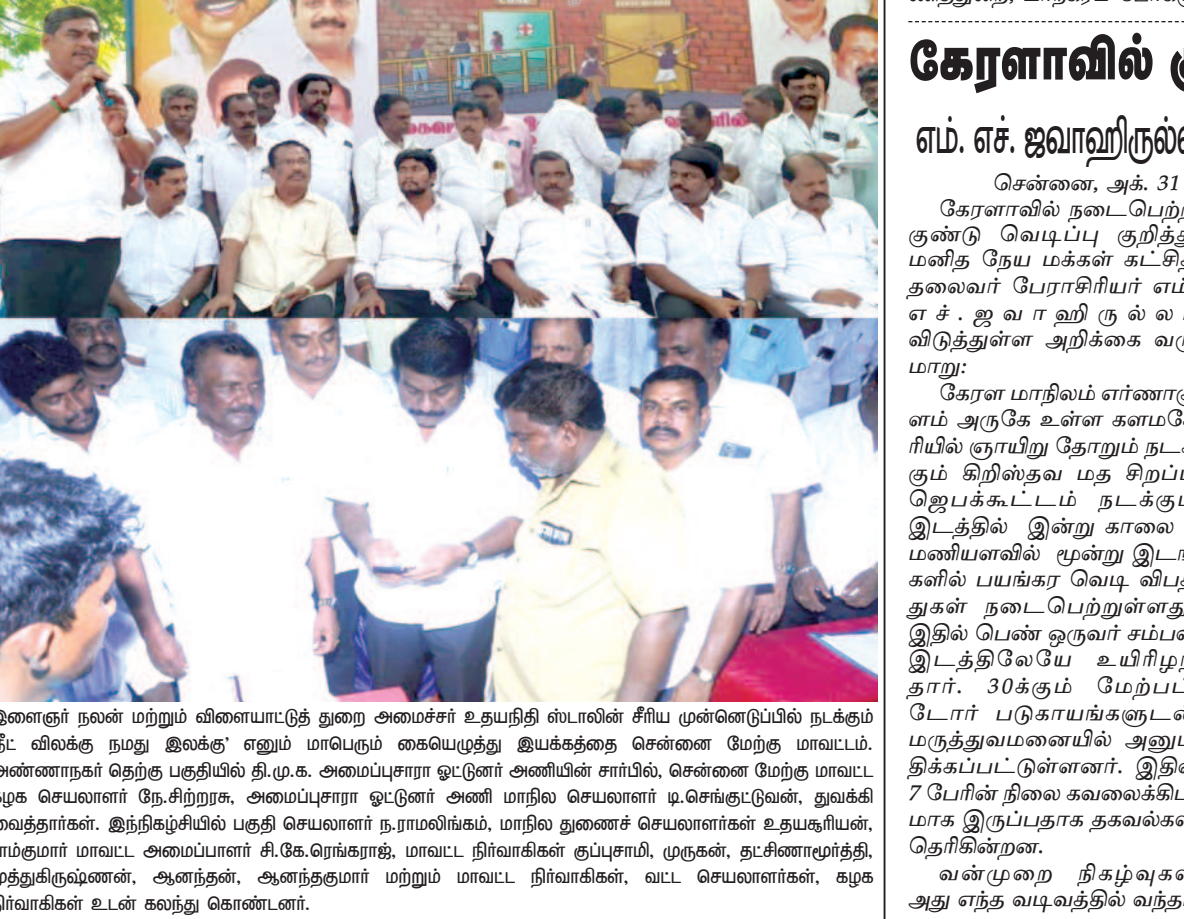 இளைஞர் நலன் மற்றும் விளையாட்டுத் துறை அமைச்சர் உதயநிதி ஸ்டாலின் சீரிய முன்னெடுப்பில் நடக்கும்
நீட் விலக்கு நமது இலக்கு’ எனும் மாபெரும் கையெழுத்து இயக்கத்தை சென்னை மேற்கு மாவட்டம்.
அண்ணாநகர் தெற்கு பகுதியில் தி.மு.க. அமைப்புசாரா ஓட்டுனர் அணியின் சார்பில், சென்னை மேற்கு மாவட்ட
கழக செயலாளர் நே.சிற்றரசு, அமைப்புசாரா ஓட்டுனர் அணி மாநில செயலாளர் டி.செங்குட்டுவன், துவக்கி
வைத்தார்கள். இந்நிகழ்சியில் பகுதி செயலாளர் ந.ராமலிங்கம், மாநில துணைச் செயலாளர்கள் உதயசூரியன்,
ராம்குமார் மாவட்ட அமைப்பாளர் சி.கே.ரெங்கராஜ், மாவட்ட நிர்வாகிகள் குப்புசாமி, முருகன், தட்சிணாமூர்த்தி,
முத்துகிருஷ்ணன், ஆனந்தன், ஆனந்தகுமார் மற்றும் மாவட்ட நிர்வாகிகள், வட்ட செயலாளர்கள், கழக
நிர்வாகிகள் உடன் கலந்து கொண்டனர்.
கேரளாவில்
எம். எச். ஜவாஹிருல்
சென்னை, அக். 31
கேரளாவில் நடைபெற்ற
குண்டு வெடிப்பு குறித்து
மனித நேய மக்கள் கட்சித்
தலைவர் பேராசிரியர் எம்.
எச்.ஜவாஹிருல்லா
விடுத்துள்ள அறிக்கை வரு
மாறு:
கேரள மாநிலம் எர்ணாகு
ளம் அருகே உள்ள களமசே
ரியில் ஞாயிறு தோறும் நடக்
கும் கிறிஸ்தவ மத சிறப்பு
ஜெபக்கூட்டம் நடக்கும்
இடத்தில் இன்று காலை
மணியளவில் மூன்று இடங்
களில் பயங்கர வெடி விபத்
துகள் நடைபெற்றுள்ளது.
இதில் பெண் ஒருவர் சம்பவ
இடத்திலேயே உயிரிழந்
தார். 30க்கும் மேற்பட்
டோர் படுகாயங்களுடன்
மருத்துவமனையில் அனும
திக்கப்பட்டுள்ளனர். இதில்
7 பேரின் நிலை கவலைக்கிட
மாக இருப்பதாக தகவல்கள்
தெரிகின்றன.
வன்முறை நிகழ்வுகள்
அது எந்த வடிவத்தில்